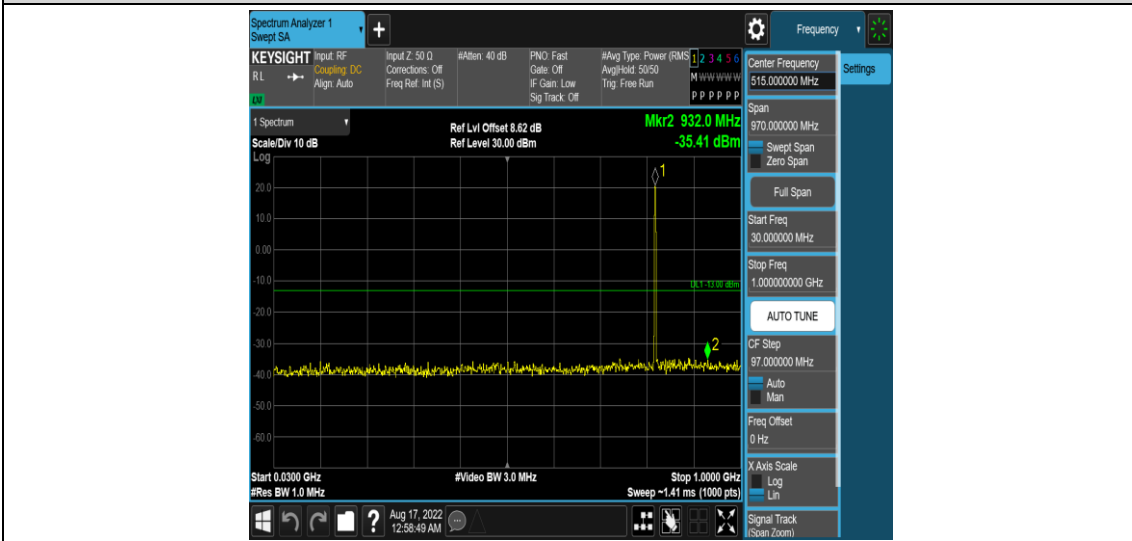 Spectrum Analyzer 1
Swept SA
+
Frequency
KEYSIGHT
RL
LXI
Input: RF
Coupling: DC
Align: Auto
Input Z: 50 Ω
Corrections: Off
Freq Ref: Int (S)
#Atten: 40 dB
PNO: Fast
Gate: Off
IF Gain: Low
Sig Track: Off
#Avg Type: Power (RMS
Avg|Hold: 50/50
Trig: Free Run
1 2 3 4 5 6
M W W W W W
P P P P P P
Center Frequency
515.000000 MHz
Settings
1 Spectrum
Scale/Div 10 dB
Log
Ref Lvl Offset 8.62 dB
Ref Level 30.00 dBm
Mkr2 932.0 MHz
-35.41 dBm
Span
970.000000 MHz
Swept Span
Zero Span
Full Span
Start Freq
30.000000 MHz
Stop Freq
1.000000000 GHz
AUTO TUNE
CF Step
97.000000 MHz
Auto
Man
Freq Offset
0 Hz
X Axis Scale
Log
Lin
Signal Track
(Span Zoom)
1
20.0
10.0
0.00
-10.0
DL1 -13.00 dBm
-20.0
-30.0
2
-40.0
-50.0
-60.0
Start 0.0300 GHz
#Res BW 1.0 MHz
#Video BW 3.0 MHz
Stop 1.0000 GHz
Sweep ~1.41 ms (1000 pts)
?
Aug 17, 2022
12:58:49 AM